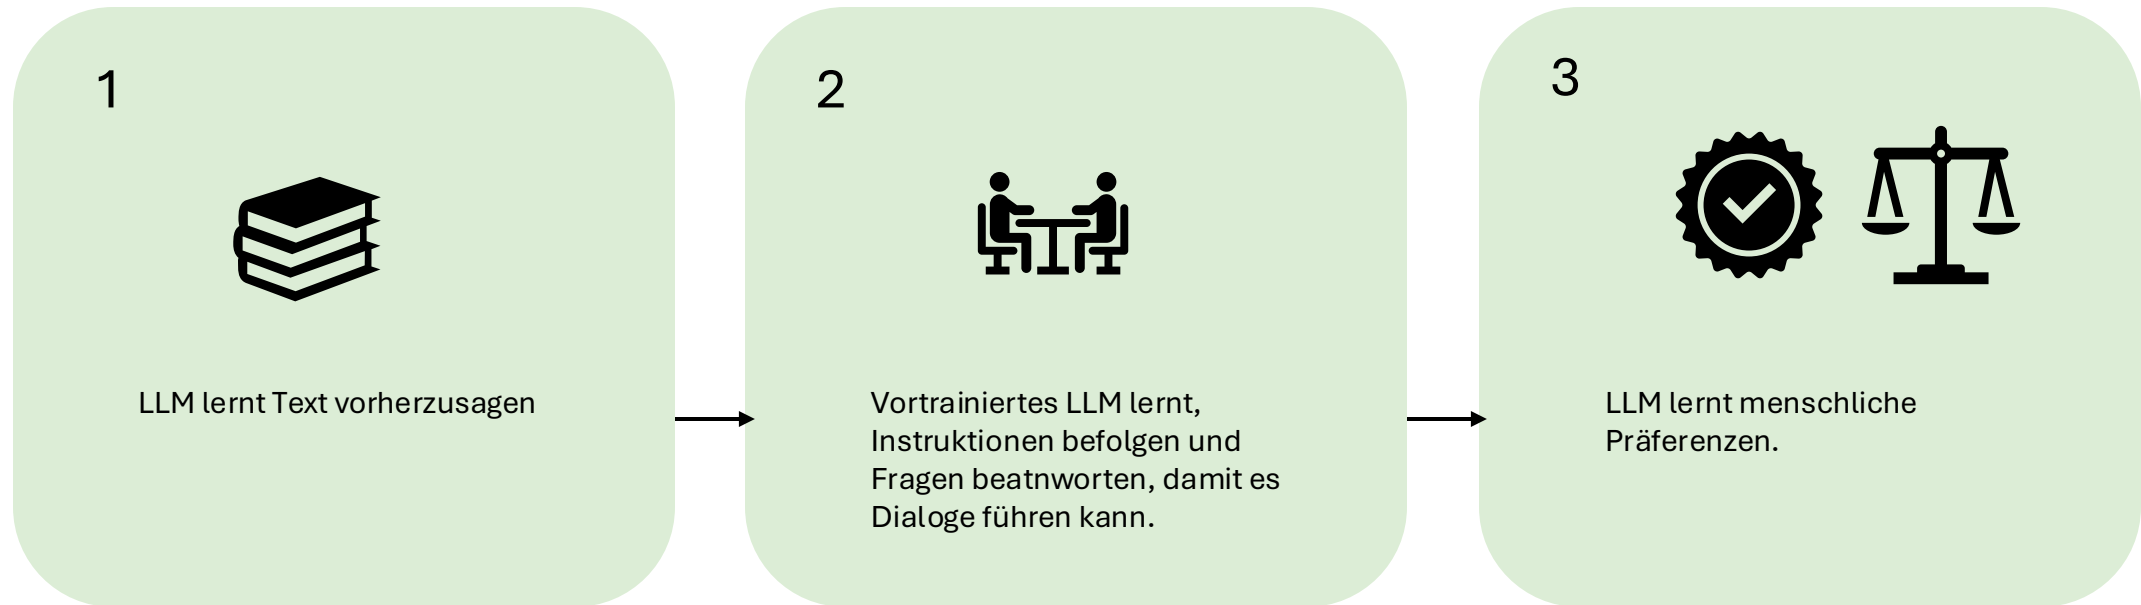 1
LLM lernt Text vorherzusagen
2
Vortrainiertes LLM lernt,
Instruktionen befolgen und
Fragen beatnworten, damit es
Dialoge führen kann.
3
LLM lernt menschliche
Präferenzen.